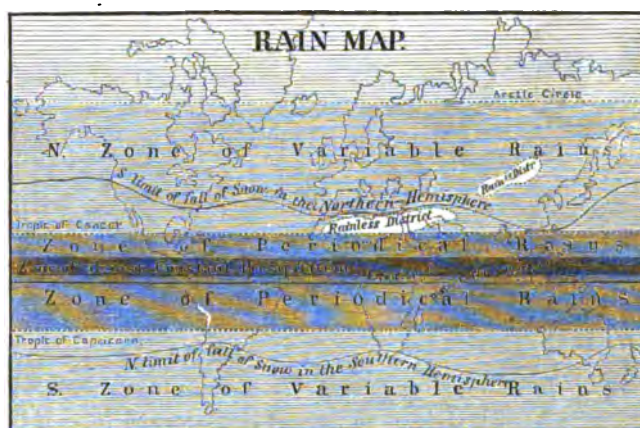 RAIN MAP.
Arctic Circle
N. Zone of Variable Rains
S limit of fall of Snow in the Northern Hemisphere
Rainless District
Tropic of Cancer
Zone of Periodical Rains
Constant Precipitation
Zone of Periodical Rains
Tropic of Capricorn
N. limit of fall of Snow in the Southern Hemisphere
S. Zone of Variable Rains